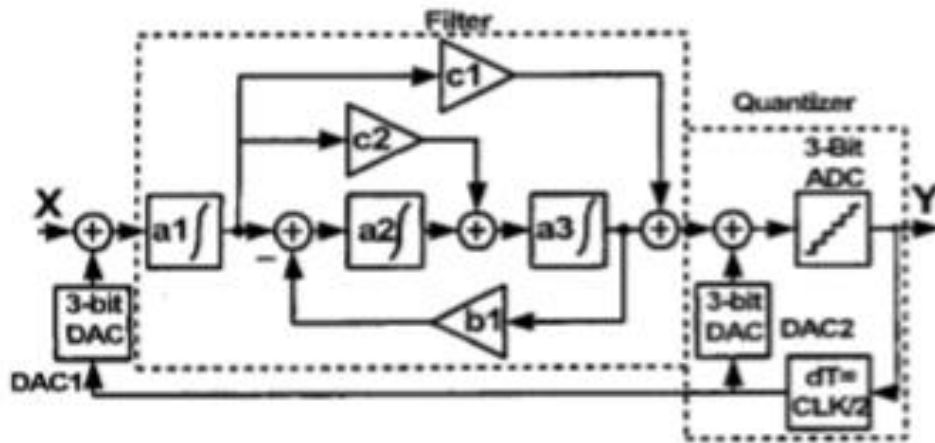 Filter
c1
Quantizer
c2
3-Bit
ADC
X
Y
a1∫
a2∫
a3∫
−
3-bit
DAC
b1
3-bit
DAC
DAC2
DAC1
dT=
CLK/2